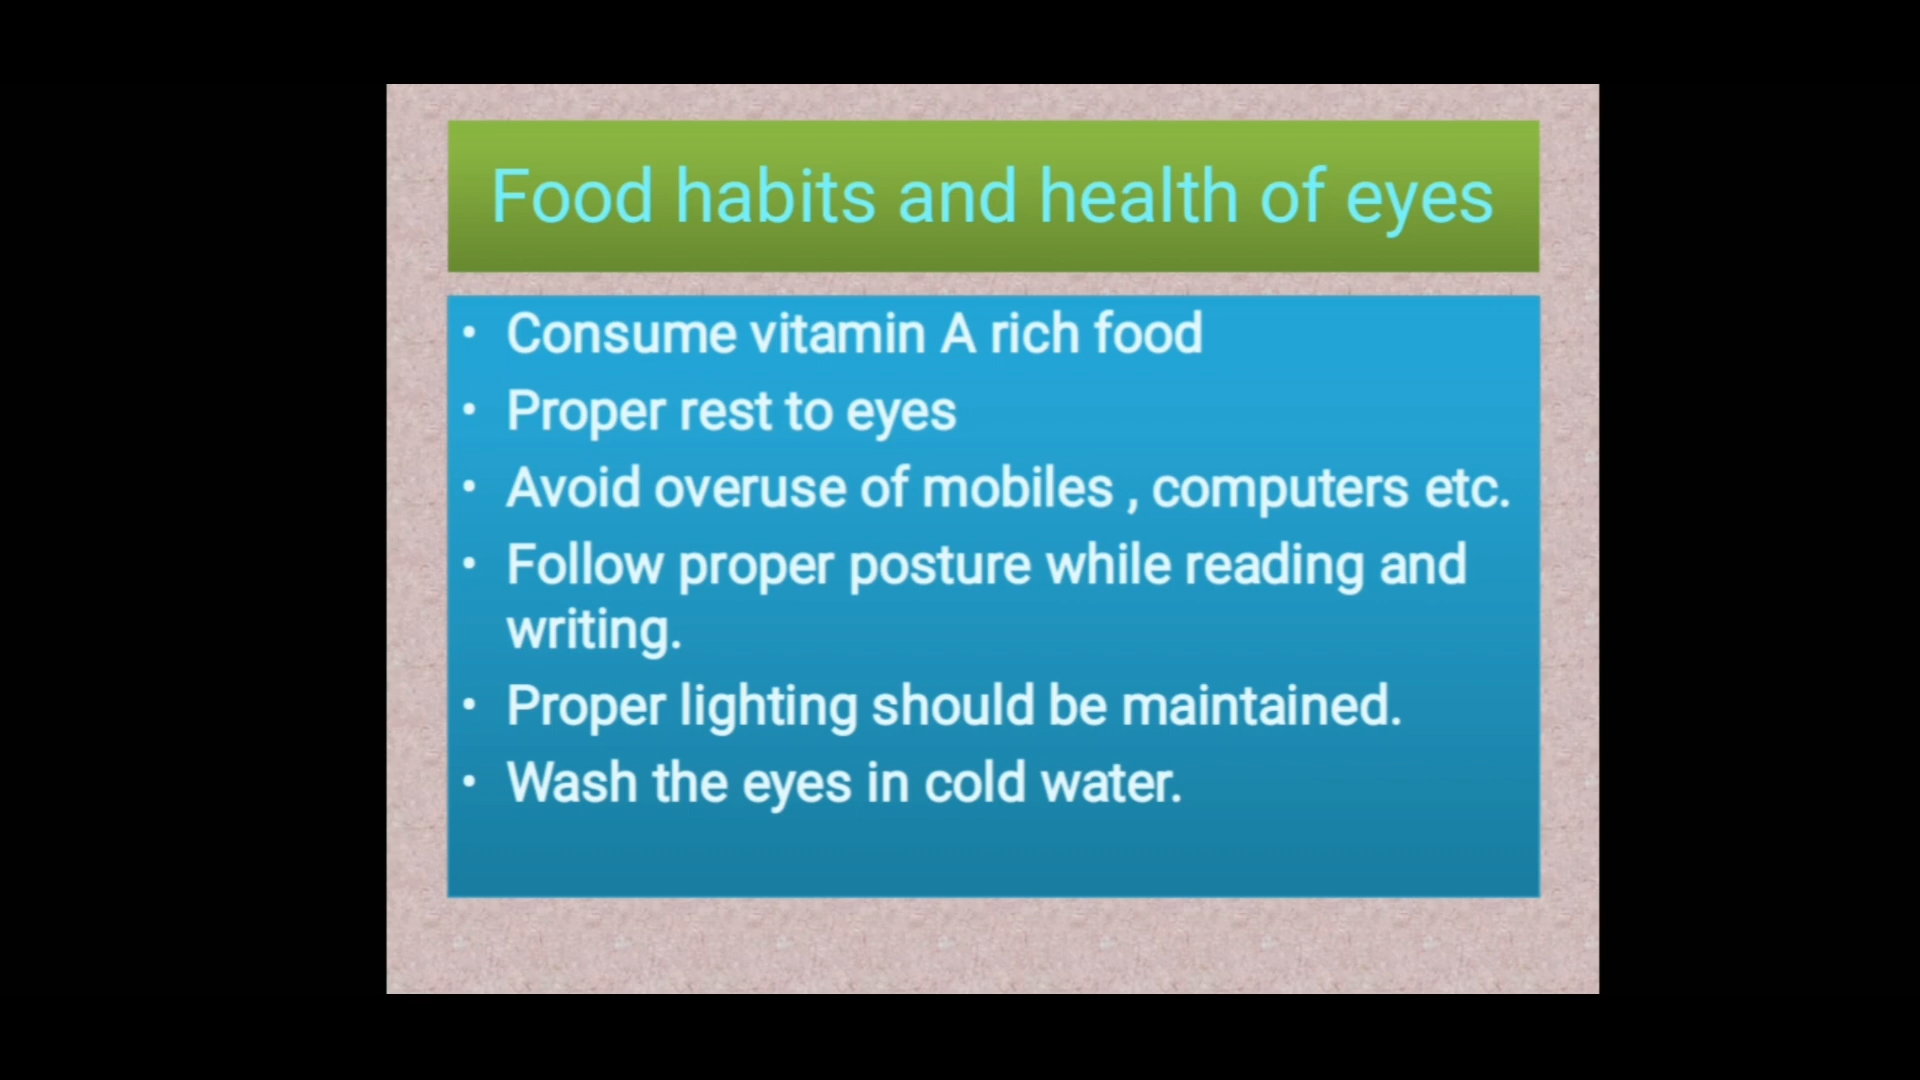 Food habits and health of eyes
• Consume vitamin A rich food
• Proper rest to eyes
• Avoid overuse of mobiles , computers etc.
• Follow proper posture while reading and
writing.
• Proper lighting should be maintained.
• Wash the eyes in cold water.